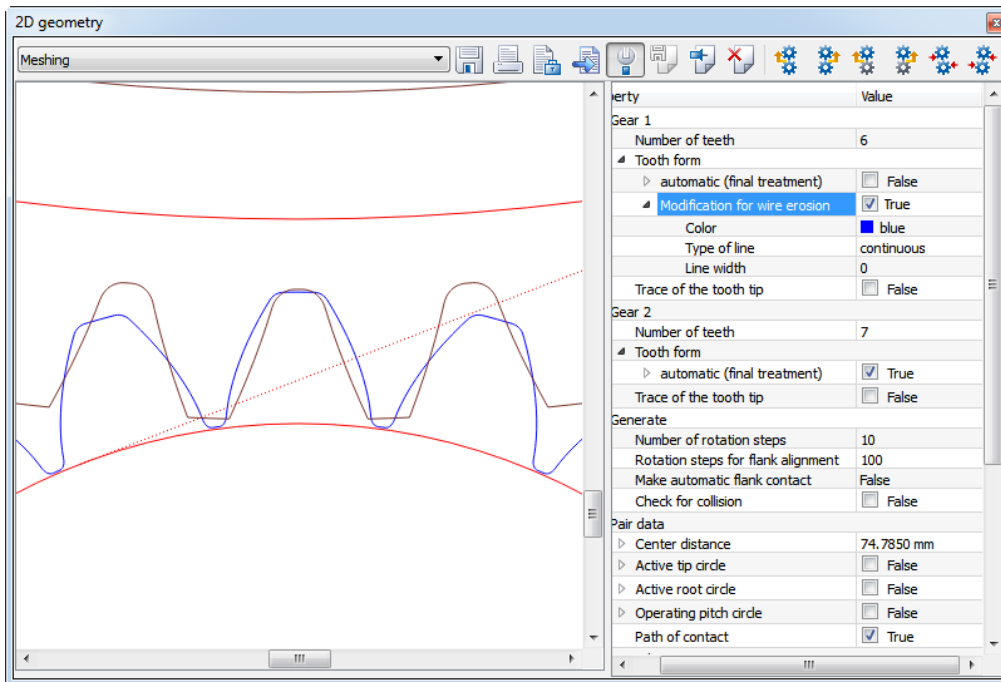 2D geometry
Meshing
perty Value
Gear 1
Number of teeth 6
Tooth form
automatic (final treatment) False
Modification for wire erosion True
Color blue
Type of line continuous
Line width 0
Trace of the tooth tip False
Gear 2
Number of teeth 7
Tooth form
automatic (final treatment) True
Trace of the tooth tip False
Generate
Number of rotation steps 10
Rotation steps for flank alignment 100
Make automatic flank contact False
Check for collision False
Pair data
Center distance 74.7850 mm
Active tip circle False
Active root circle False
Operating pitch circle False
Path of contact True